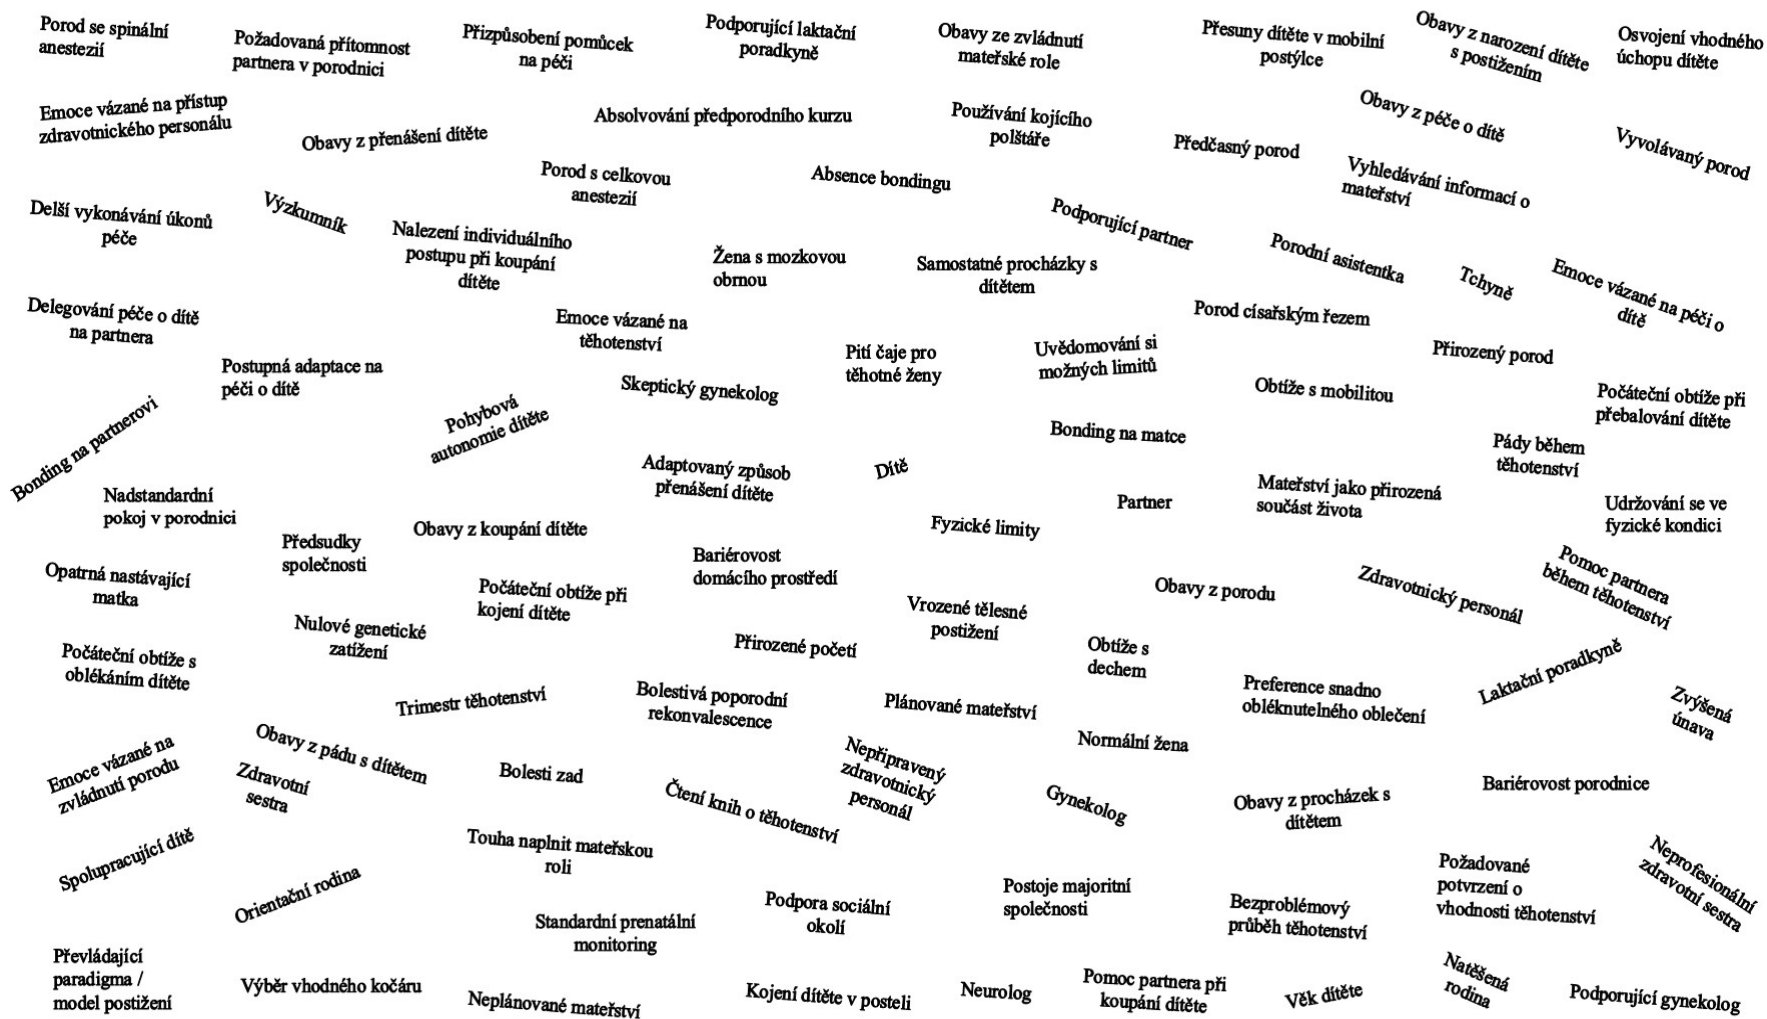 Porod se spinální
anestezií
Požadovaná přítomnost
partnera v porodnici
Přizpůsobení pomůcek
na péči
Podporující laktační
poradkyně
Obavy ze zvládnutí
mateřské role
Přesuny dítěte v mobilní
postýlce
Obavy z narození dítěte
s postižením
Osvojení vhodného
úchopu dítěte
Emoce vázané na přístup
zdravotnického personálu
Obavy z přenášení dítěte
Absolvování předporodního kurzu
Používání kojícího
polštáře
Předčasný porod
Obavy z péče o dítě
Vyvolávaný porod
Porod s celkovou
anestezií
Absence bondingu
Vyhledávání informací o
mateřství
Delší vykonávání úkonů
péče
Výzkumník
Nalezení individuálního
postupu při koupání
dítěte
Žena s mozkovou
obrnou
Samostatné procházky s
dítětem
Podporující partner
Porodní asistentka
Tchyně
Emoce vázané na péči o
dítě
Delegování péče o dítě
na partnera
Emoce vázané na
těhotenství
Porod císařským řezem
Přirozený porod
Postupná adaptace na
péči o dítě
Skeptický gynekolog
Pití čaje pro
těhotné ženy
Uvědomování si
možných limitů
Obtíže s mobilitou
Počáteční obtíže při
přebalování dítěte
Bonding na partnerovi
Pohybová
autonomie dítěte
Bonding na matce
Pády během
těhotenství
Adaptovaný způsob
přenášení dítěte
Dítě
Nadstandardní
pokoj v porodnici
Partner
Mateřství jako přirozená
součást života
Udržování se ve
fyzické kondici
Předsudky
společnosti
Obavy z koupání dítěte
Fyzické limity
Bariérovost
domácího prostředí
Opatrná nastávající
matka
Počáteční obtíže při
kojení dítěte
Vrozené tělesné
postižení
Obavy z porodu
Zdravotnický personál
Pomoc partnera
během těhotenství
Nulové genetické
zatížení
Přirozené početí
Obtíže s
dechem
Počáteční obtíže s
oblékáním dítěte
Trimestr těhotenství
Bolestivá poporodní
rekonvalescence
Plánované mateřství
Preference snadno
obléknutelného oblečení
Laktační poradkyně
Zvýšená
únava
Emoce vázané na
zvládnutí porodu
Obavy z pádu s dítětem
Zdravotní
sestra
Bolesti zad
Nepřipravený
zdravotnický
personál
Normální žena
Čtení knih o těhotenství
Gynekolog
Obavy z procházek s
dítětem
Bariérovost porodnice
Spolupracující dítě
Touha naplnit mateřskou
roli
Orientační rodina
Postoje majoritní
společnosti
Požadované
potvrzení o
vhodnosti těhotenství
Neprofesionální
zdravotní sestra
Standardní prenatální
monitoring
Podpora sociální
okolí
Bezproblémový
průběh těhotenství
Převládající
paradigma /
model postižení
Výběr vhodného kočáru
Neplánované mateřství
Kojení dítěte v posteli
Neurolog
Pomoc partnera při
koupání dítěte
Věk dítěte
Natěšená
rodina
Podporující gynekolog